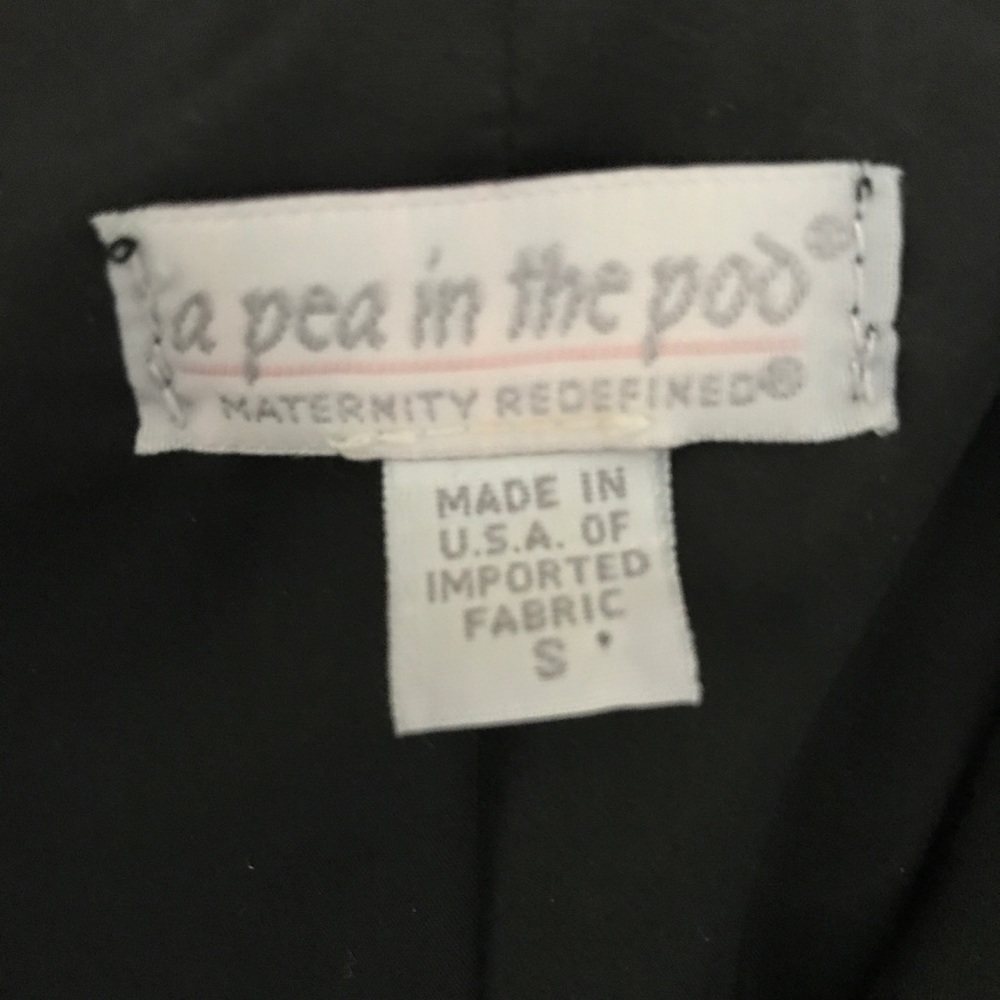 a pea in the pod®
MATERNITY REDEFINED®
MADE IN
U.S.A. OF
IMPORTED
FABRIC
S